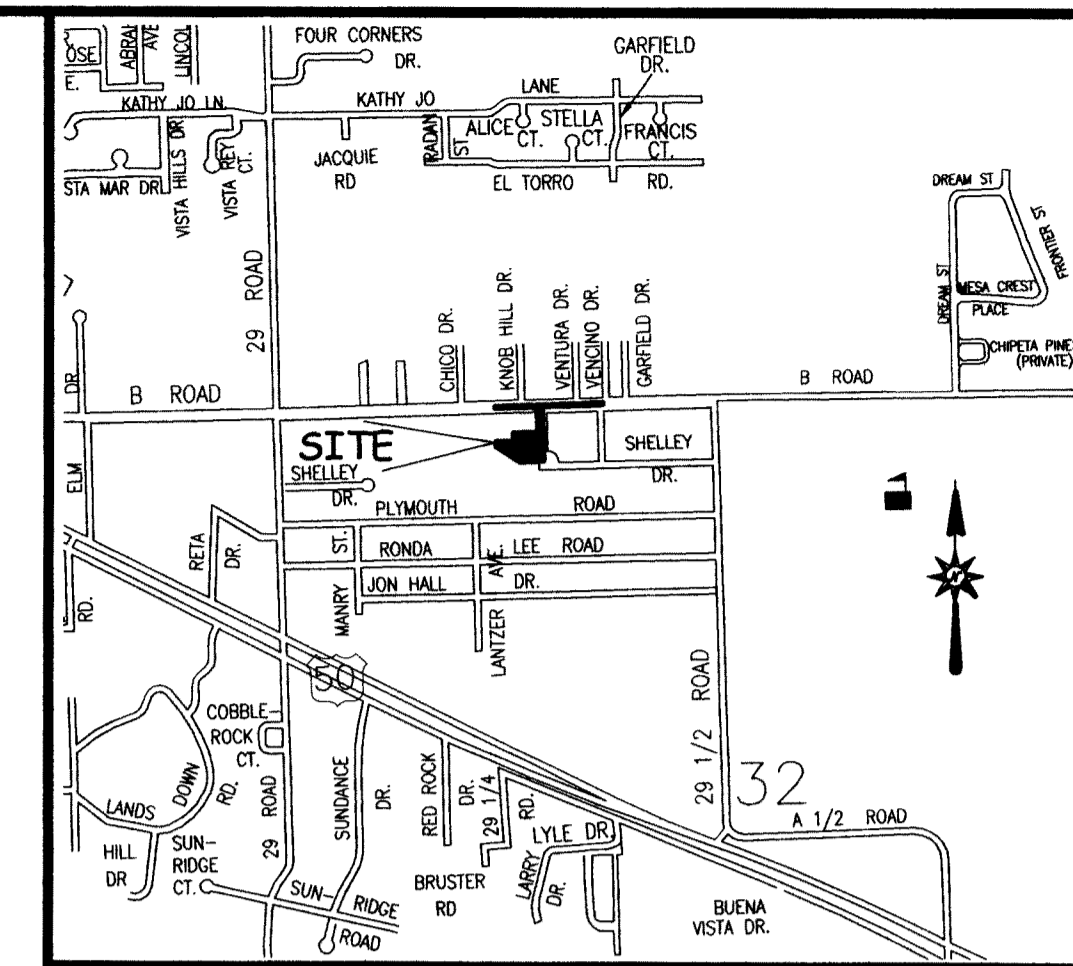 OSE
E.
ABRA
AVE
LINCOL
FOUR CORNERS
DR.
GARFIELD
DR.
KATHY JO LN.
KATHY JO
LANE
RADAN
ST
ALICE
CT.
STELLA
CT.
FRANCIS
CT.
STA MAR DR.
VISTA HILLS DR
VISTA REY
CT.
JACQUIE
RD
EL TORRO
RD.
DREAM ST
FRONTIER ST
DREAM ST
MESA CREST
PLACE
CHIPETA PINE
(PRIVATE)
29 ROAD
CHICO DR.
KNOB HILL DR.
VENTURA DR.
VENCINO DR.
GARFIELD DR.
DR
B ROAD
B ROAD
SITE
SHELLEY
DR.
SHELLEY
DR.
ELM
PLYMOUTH
ROAD
RETA
DR.
MANRY
ST.
RONDA
LEE ROAD
JON HALL
DR.
LANTZER
AVE.
N
RD.
50
29 1/2 ROAD
32
A 1/2 ROAD
COBBLE-
ROCK
CT.
LANDS
DOWN
RD.
29 ROAD
SUNDANCE
DR.
RED ROCK
DR.
29 1/4
RD.
LYLE DR.
LARRY
DR.
HILL
DR
SUN-
RIDGE
CT.
SUN-
RIDGE
ROAD
BRUSTER
RD
BUENA
VISTA DR.